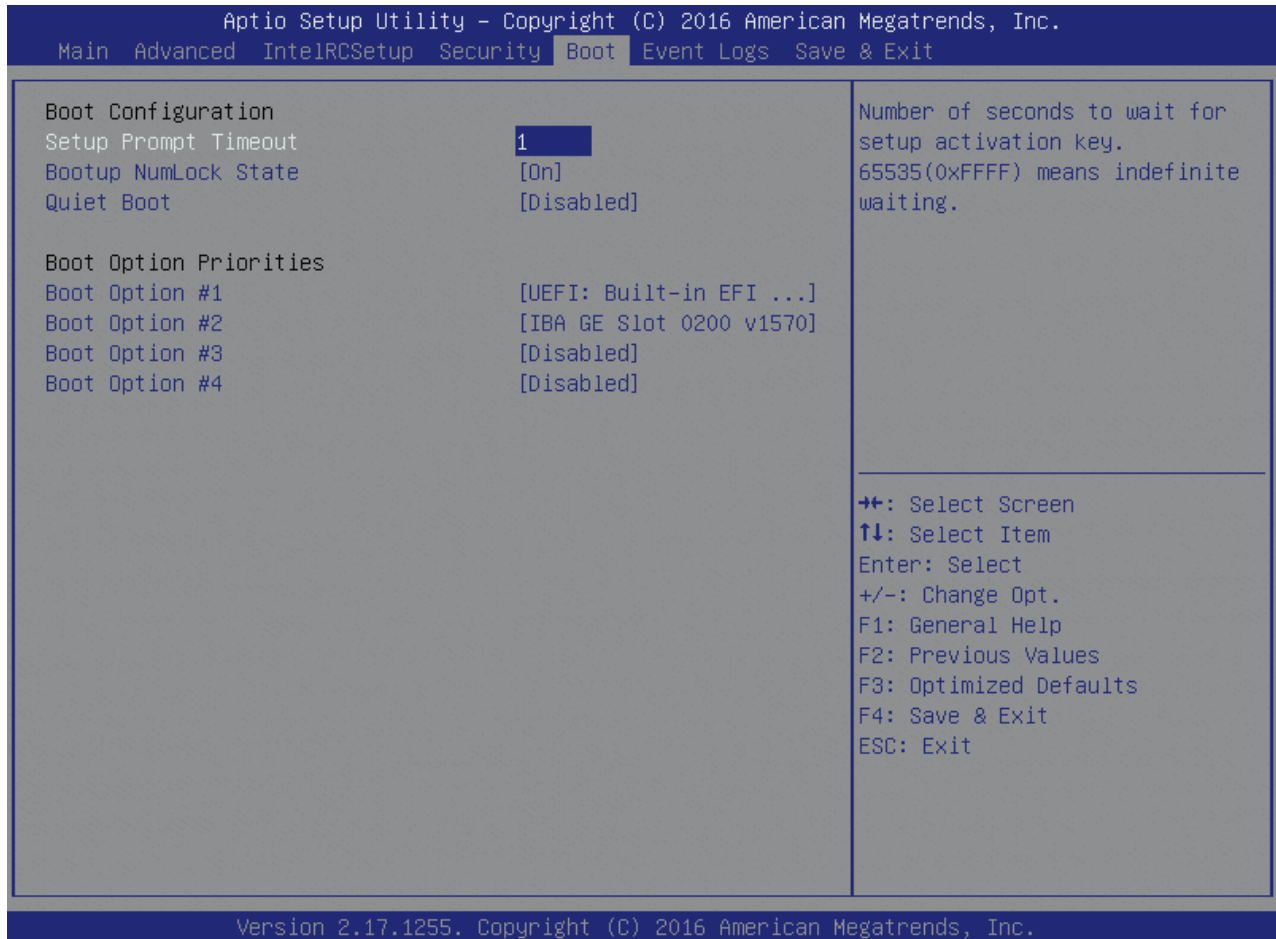 Aptio Setup Utility – Copyright (C) 2016 American Megatrends, Inc.
Main Advanced IntelRCSetup Security Boot Event Logs Save & Exit
Boot Configuration
Setup Prompt Timeout 1
Bootup NumLock State [On]
Quiet Boot [Disabled]
Boot Option Priorities
Boot Option #1 [UEFI: Built-in EFI ...]
Boot Option #2 [IBA GE Slot 0200 v1570]
Boot Option #3 [Disabled]
Boot Option #4 [Disabled]
Number of seconds to wait for
setup activation key.
65535(0xFFFF) means indefinite
waiting.
→←: Select Screen
↑↓: Select Item
Enter: Select
+/-: Change Opt.
F1: General Help
F2: Previous Values
F3: Optimized Defaults
F4: Save & Exit
ESC: Exit
Version 2.17.1255. Copyright (C) 2016 American Megatrends, Inc.